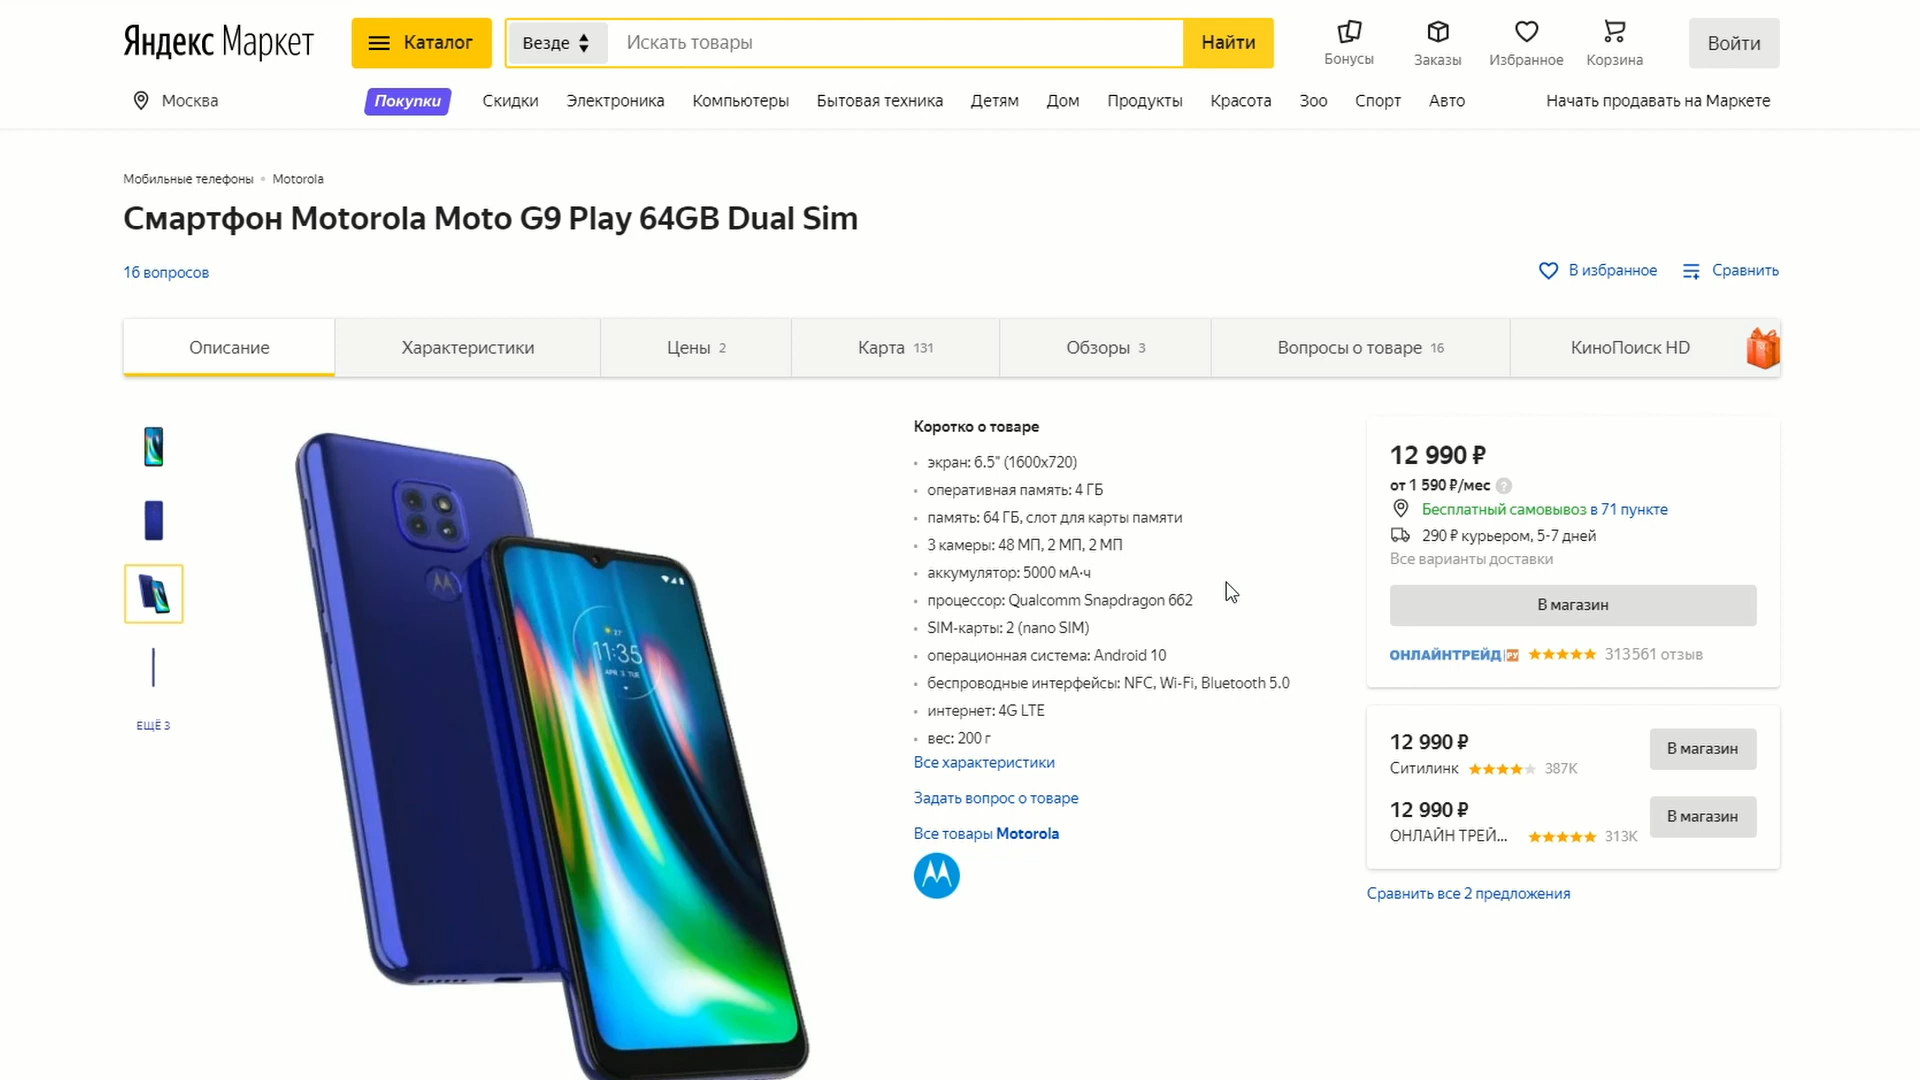 Яндекс Маркет
Каталог
Везде
Искать товары
Найти
Бонусы
Заказы
Избранное
Корзина
Войти
Москва
Покупки
Скидки
Электроника
Компьютеры
Бытовая техника
Детям
Дом
Продукты
Красота
Зоо
Спорт
Авто
Начать продавать на Маркете
Мобильные телефоны • Motorola
Смартфон Motorola Moto G9 Play 64GB Dual Sim
16 вопросов
В избранное
Сравнить
Описание
Характеристики
Цены 2
Карта 131
Обзоры 3
Вопросы о товаре 16
КиноПоиск HD
ЕЩЁ 3
27°
11:35
APR 3 TUE
Коротко о товаре
экран: 6.5" (1600x720)
оперативная память: 4 ГБ
память: 64 ГБ, слот для карты памяти
3 камеры: 48 МП, 2 МП, 2 МП
аккумулятор: 5000 мА·ч
процессор: Qualcomm Snapdragon 662
SIM-карты: 2 (nano SIM)
операционная система: Android 10
беспроводные интерфейсы: NFC, Wi-Fi, Bluetooth 5.0
интернет: 4G LTE
вес: 200 г
Все характеристики
Задать вопрос о товаре
Все товары Motorola
12 990 ₽
от 1 590 ₽/мес ?
Бесплатный самовывоз в 71 пункте
290 ₽ курьером, 5-7 дней
Все варианты доставки
В магазин
ОНЛАЙНТРЕЙД РУ
313561 отзыв
12 990 ₽
Ситилинк
387K
В магазин
12 990 ₽
ОНЛАЙН ТРЕЙ...
313K
В магазин
Сравнить все 2 предложения